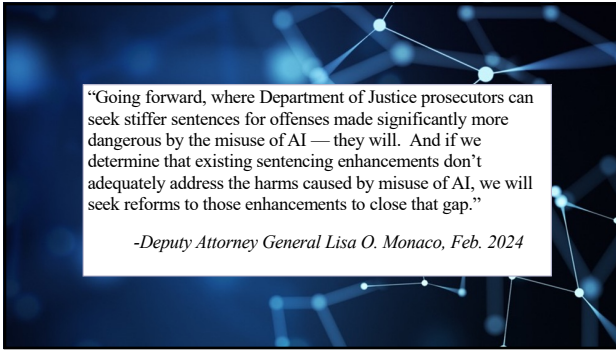 “Going forward, where Department of Justice prosecutors can
seek stiffer sentences for offenses made significantly more
dangerous by the misuse of AI — they will.  And if we
determine that existing sentencing enhancements don’t
adequately address the harms caused by misuse of AI, we will
seek reforms to those enhancements to close that gap.”
-Deputy Attorney General Lisa O. Monaco, Feb. 2024